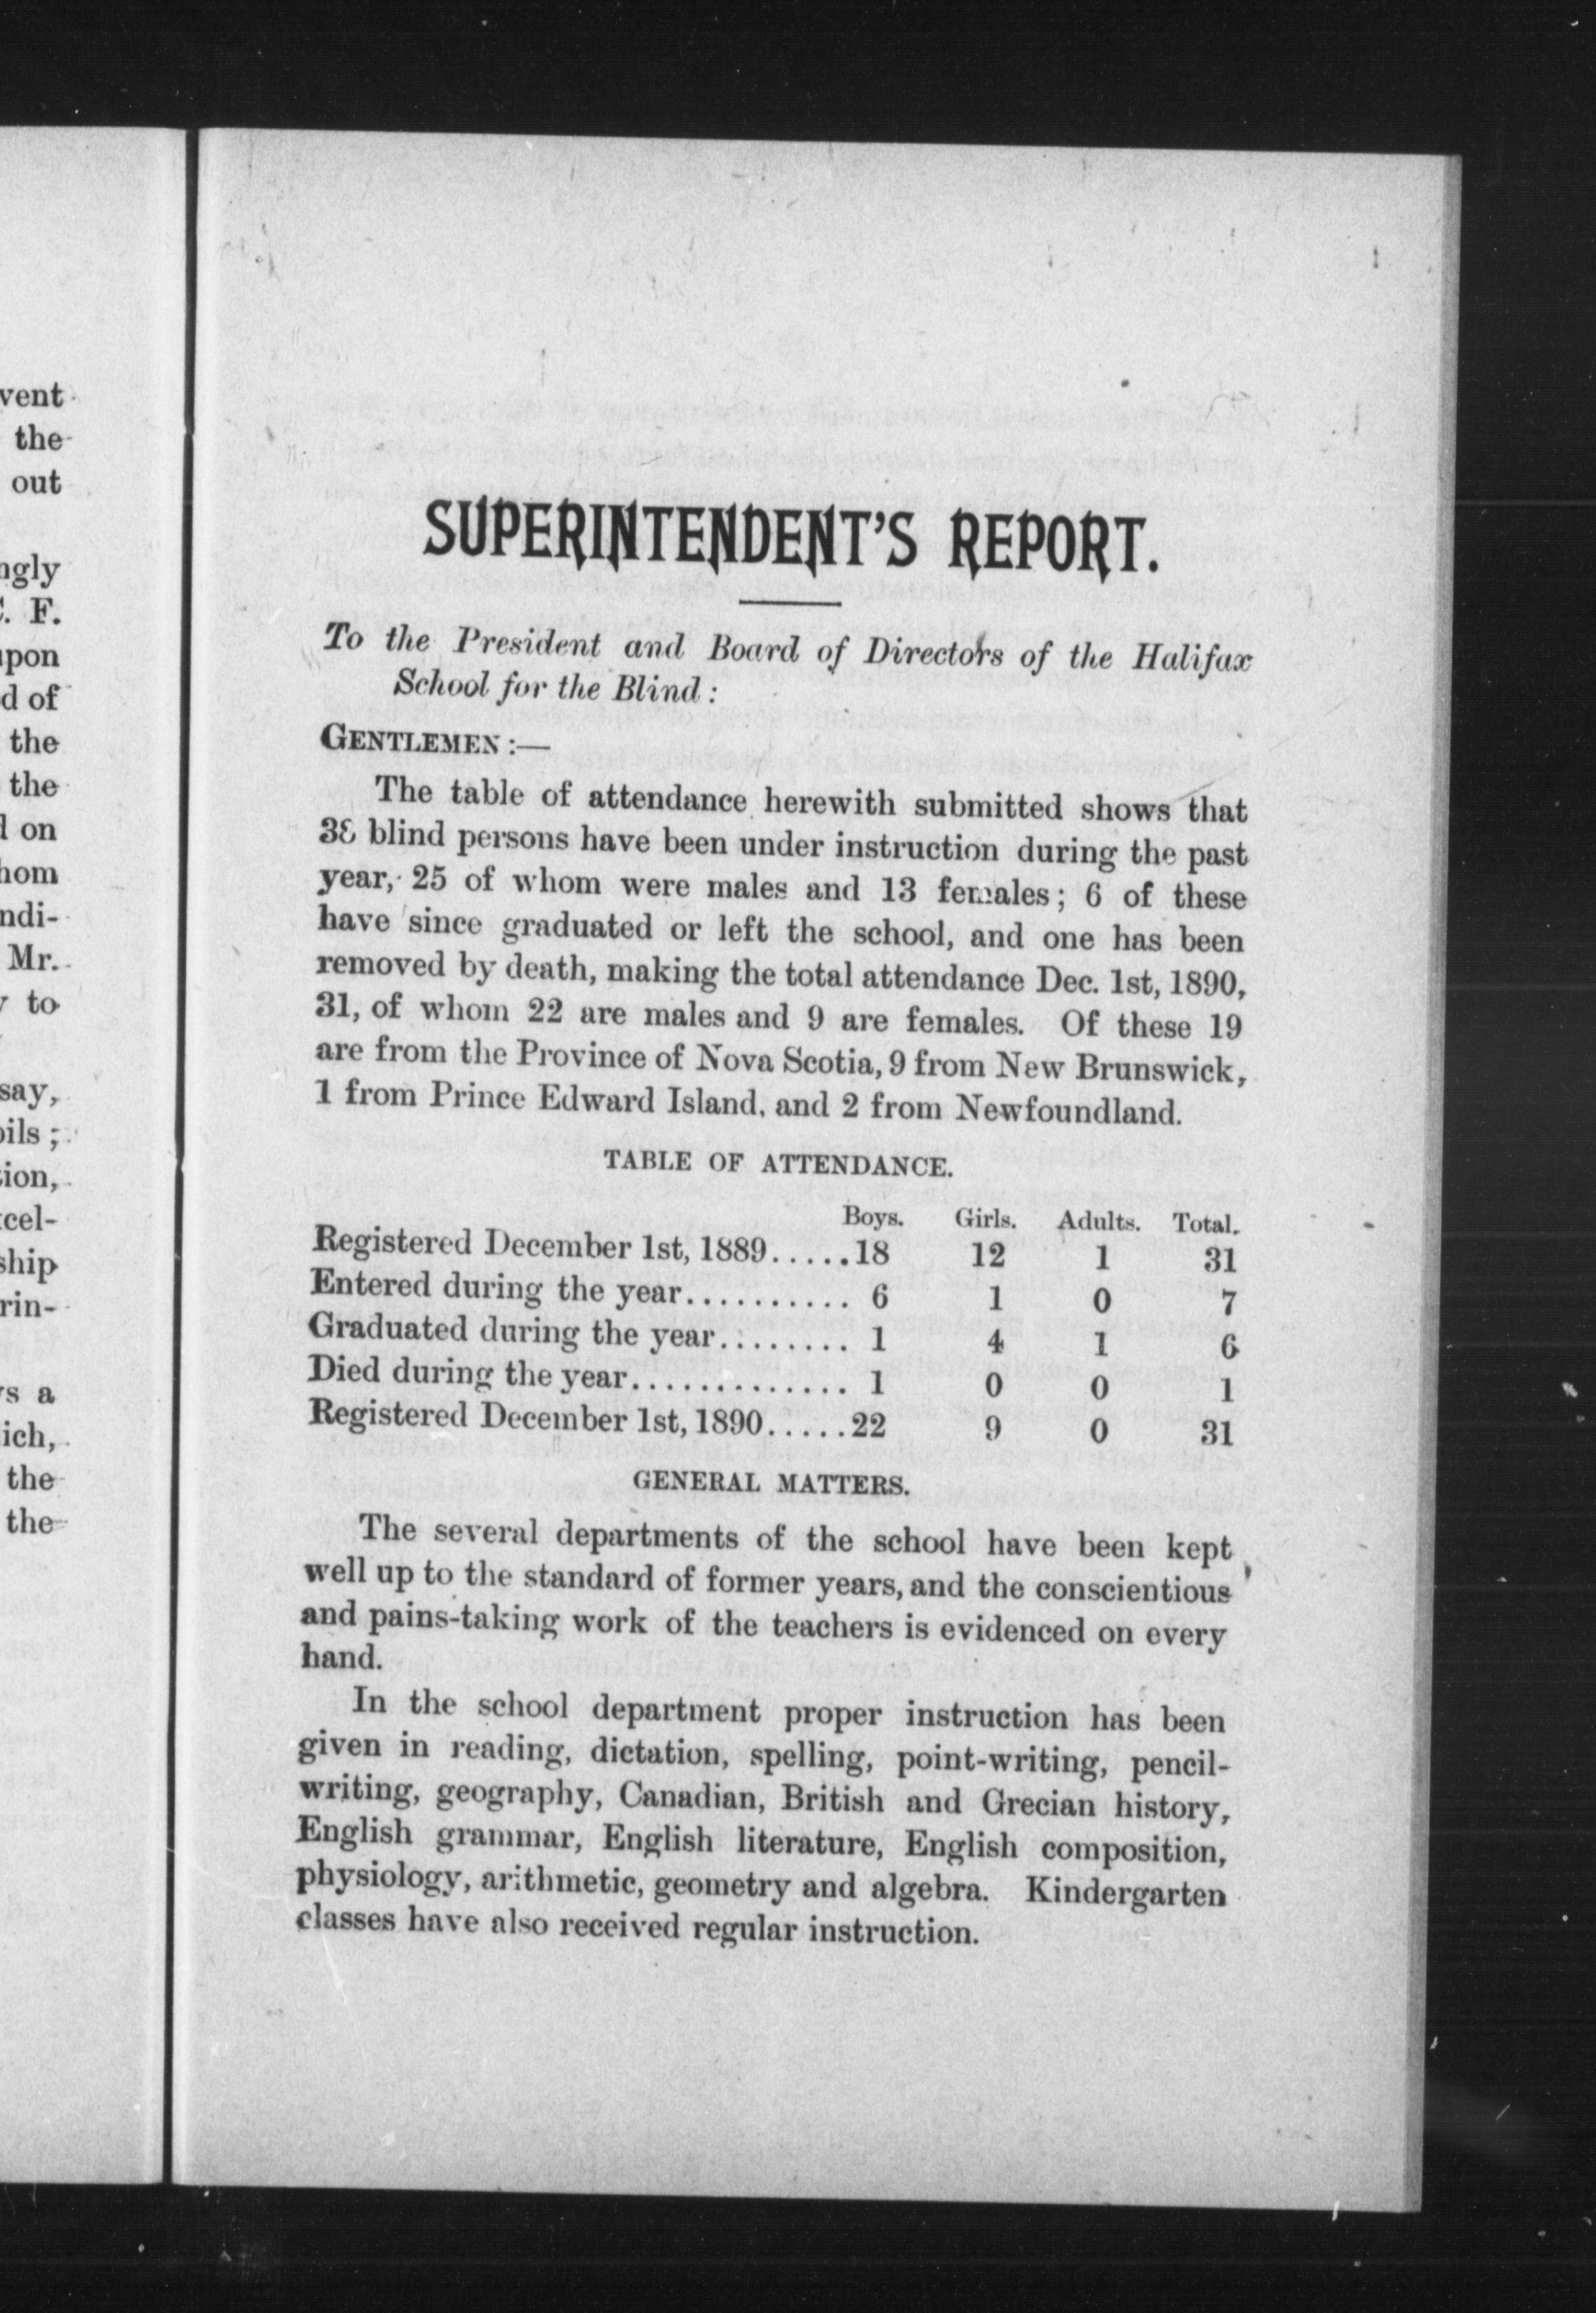 vent
the
out
ngly
C. F.
upon
d of
the
the
d on
hom
ndi-
Mr.
to
say,
pils ;
tion,
xcel-
ship
rin-
s a
ich,
the
the
SUPERINTENDENT'S REPORT.
To the President and Board of Directors of the Halifax
School for the Blind :
GENTLEMEN :—
The table of attendance herewith submitted shows that
38 blind persons have been under instruction during the past
year, 25 of whom were males and 13 females; 6 of these
have since graduated or left the school, and one has been
removed by death, making the total attendance Dec. 1st, 1890,
31, of whom 22 are males and 9 are females. Of these 19
are from the Province of Nova Scotia, 9 from New Brunswick,
1 from Prince Edward Island, and 2 from Newfoundland.
TABLE OF ATTENDANCE.
Boys. Girls. Adults. Total.
Registered December 1st, 1889.....18 12 1 31
Entered during the year.......... 6 1 0 7
Graduated during the year........ 1 4 1 6
Died during the year.............. 1 0 0 1
Registered December 1st, 1890.....22 9 0 31
GENERAL MATTERS.
The several departments of the school have been kept
well up to the standard of former years, and the conscientious
and pains-taking work of the teachers is evidenced on every
hand.
In the school department proper instruction has been
given in reading, dictation, spelling, point-writing, pencil-
writing, geography, Canadian, British and Grecian history,
English grammar, English literature, English composition,
physiology, arithmetic, geometry and algebra. Kindergarten
classes have also received regular instruction.